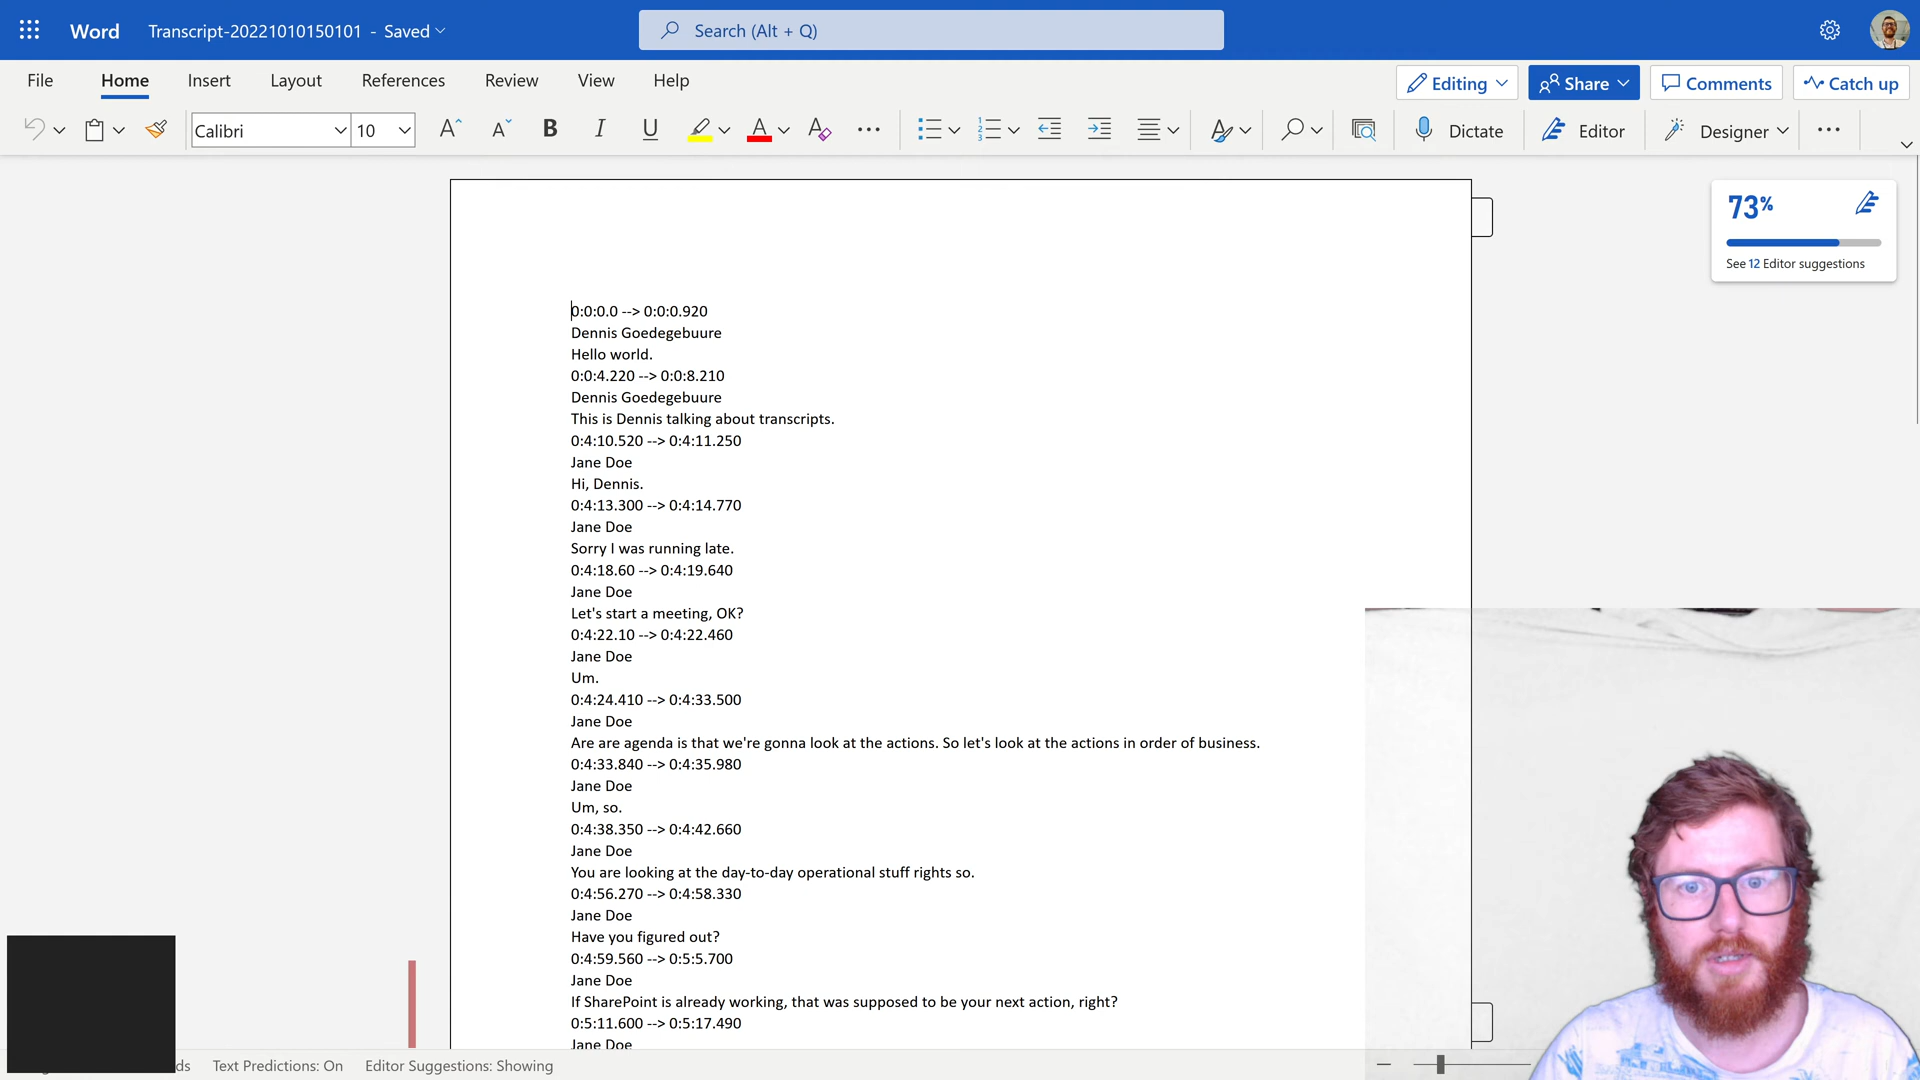 Word Transcript-20221010150101 - Saved Search (Alt + Q)
File Home Insert Layout References Review View Help Editing Share Comments Catch up
Calibri 10 B I U A Dictate Editor Designer
73%
See 12 Editor suggestions
0:0:0.0 --> 0:0:0.920
Dennis Goedegebuure
Hello world.
0:0:4.220 --> 0:0:8.210
Dennis Goedegebuure
This is Dennis talking about transcripts.
0:4:10.520 --> 0:4:11.250
Jane Doe
Hi, Dennis.
0:4:13.300 --> 0:4:14.770
Jane Doe
Sorry I was running late.
0:4:18.60 --> 0:4:19.640
Jane Doe
Let's start a meeting, OK?
0:4:22.10 --> 0:4:22.460
Jane Doe
Um.
0:4:24.410 --> 0:4:33.500
Jane Doe
Are are agenda is that we're gonna look at the actions. So let's look at the actions in order of business.
0:4:33.840 --> 0:4:35.980
Jane Doe
Um, so.
0:4:38.350 --> 0:4:42.660
Jane Doe
You are looking at the day-to-day operational stuff rights so.
0:4:56.270 --> 0:4:58.330
Jane Doe
Have you figured out?
0:4:59.560 --> 0:5:5.700
Jane Doe
If SharePoint is already working, that was supposed to be your next action, right?
0:5:11.600 --> 0:5:17.490
Jane Doe
Text Predictions: On Editor Suggestions: Showing